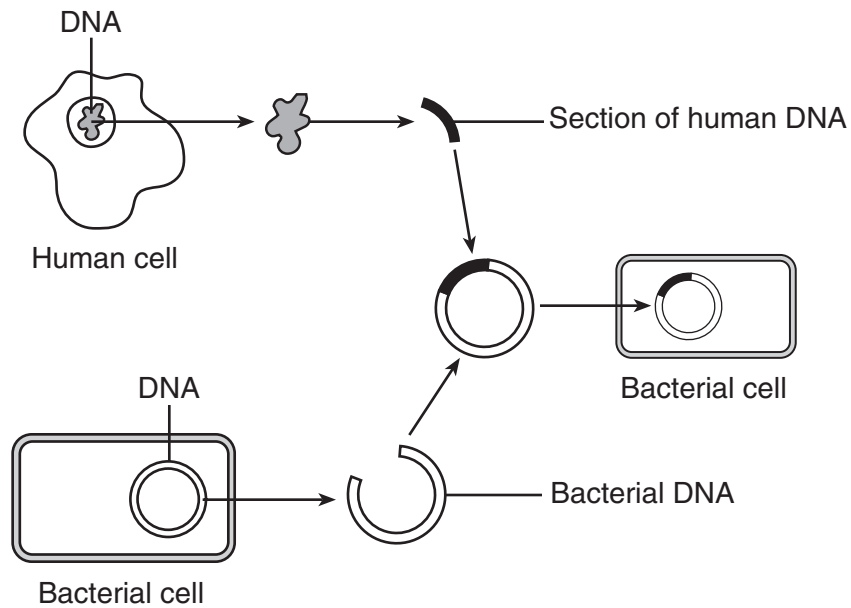 DNA
Section of human DNA
Human cell
Bacterial cell
DNA
Bacterial DNA
Bacterial cell